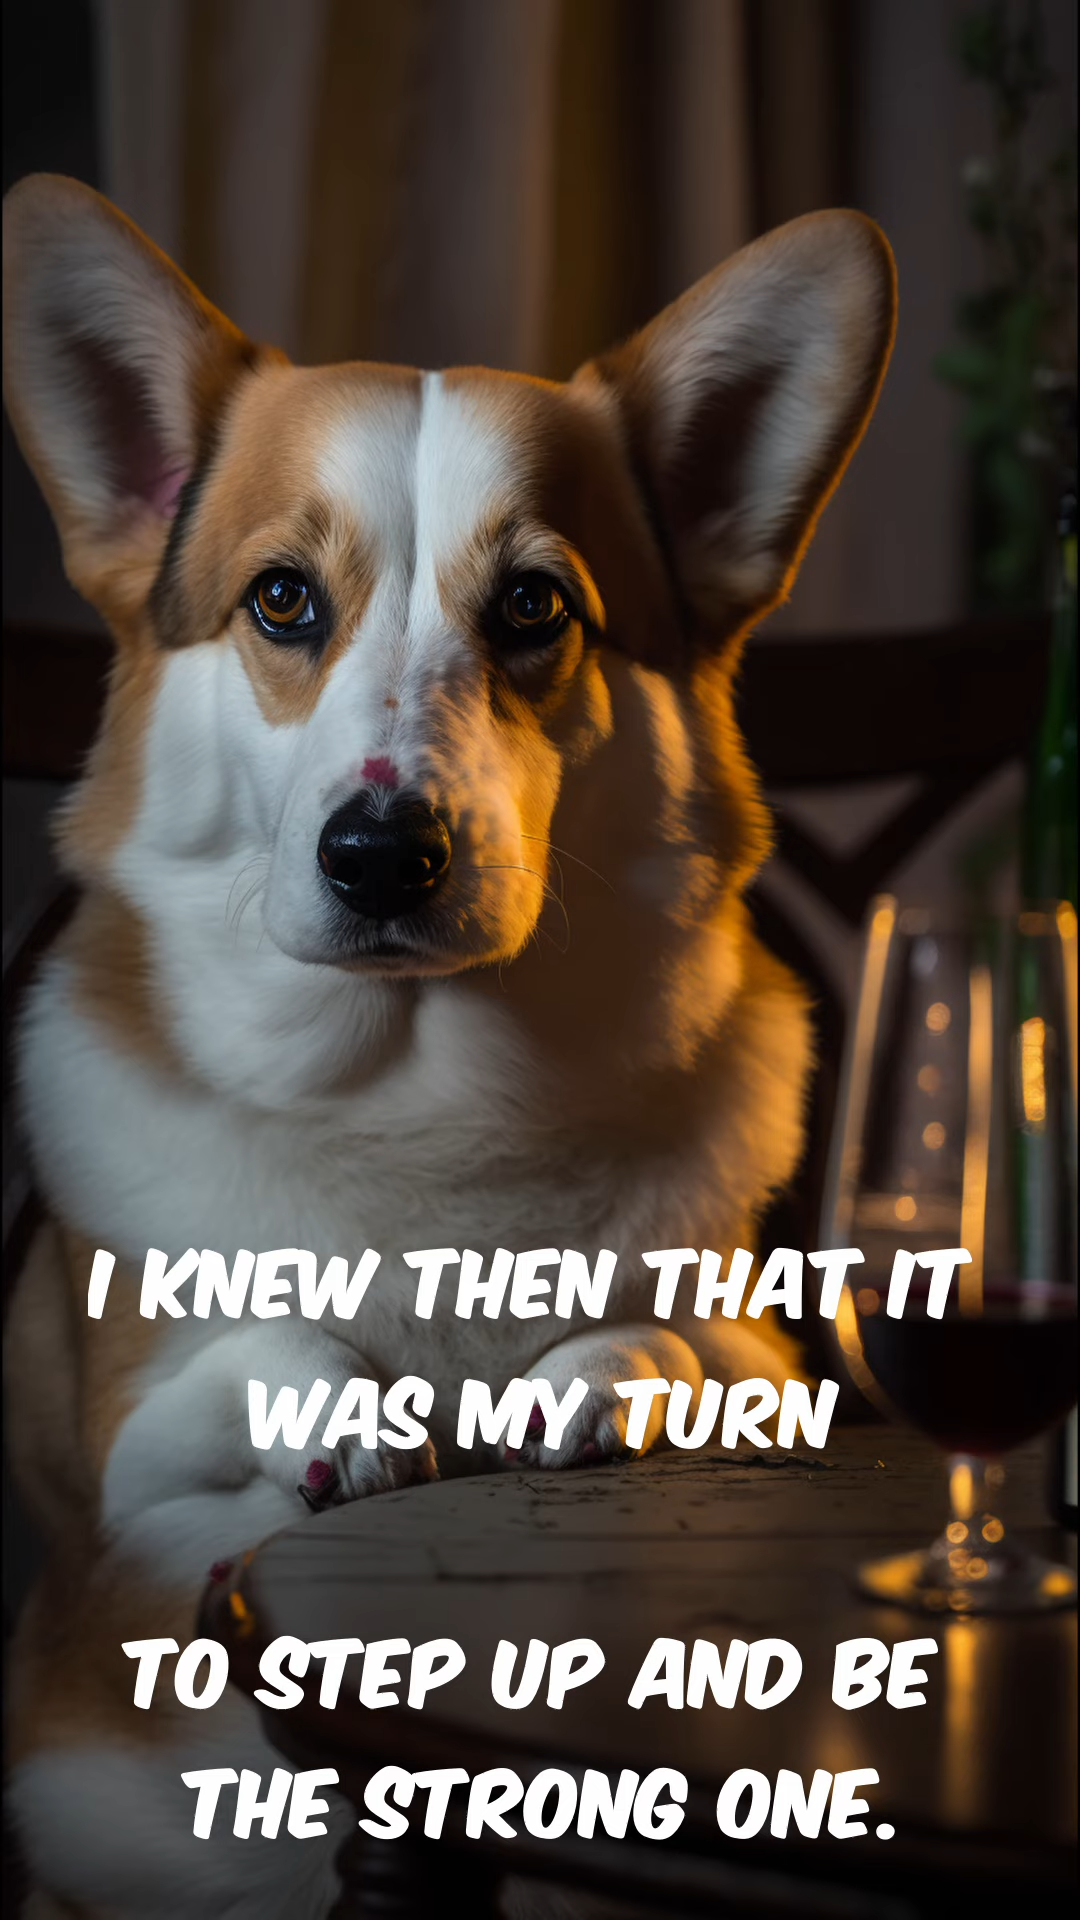 I KNEW THEN THAT IT
WAS MY TURN
TO STEP UP AND BE
THE STRONG ONE.